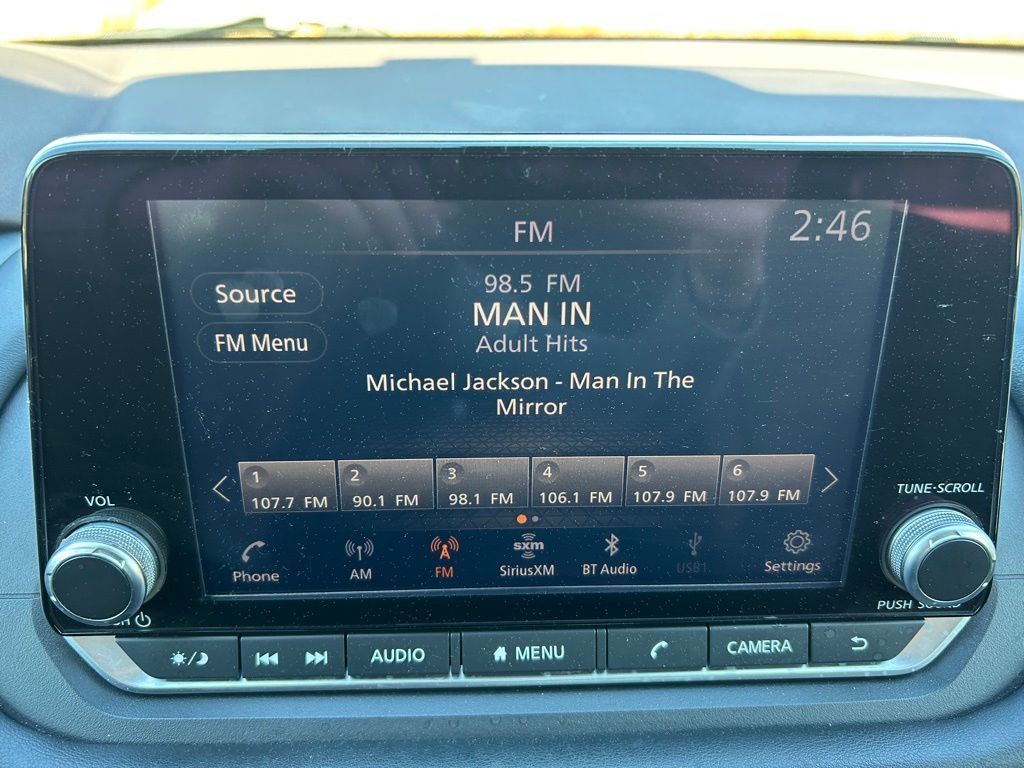 FM
2:46
Source
98.5 FM
MAN IN
FM Menu
Adult Hits
Michael Jackson - Man In The
Mirror
1
107.7 FM
2
90.1 FM
3
98.1 FM
4
106.1 FM
5
107.9 FM
6
107.9 FM
VOL
TUNE·SCROLL
Phone
AM
FM
sxm
SiriusXM
BT Audio
USB1
Settings
PUSH SOUND
AUDIO
MENU
CAMERA